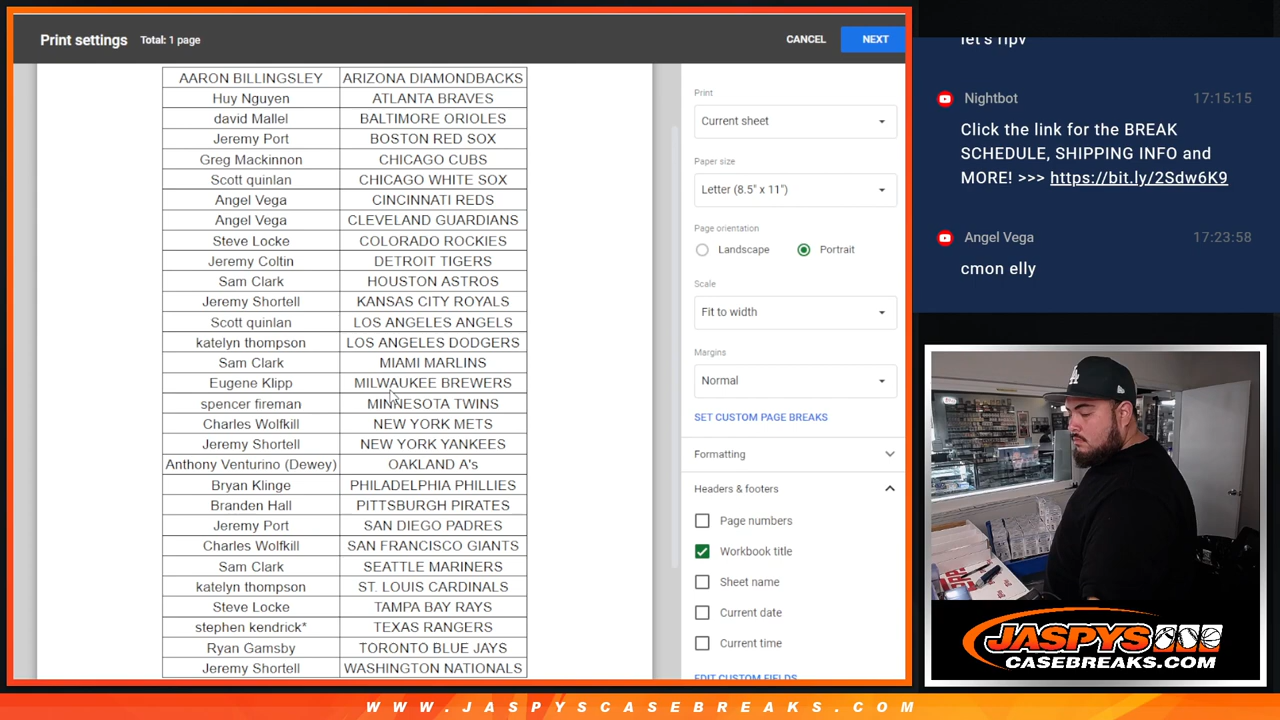 Print settings Total: 1 page CANCEL NEXT
AARON BILLINGSLEY ARIZONA DIAMONDBACKS
Huy Nguyen ATLANTA BRAVES
david Mallel BALTIMORE ORIOLES
Jeremy Port BOSTON RED SOX
Greg Mackinnon CHICAGO CUBS
Scott quinlan CHICAGO WHITE SOX
Angel Vega CINCINNATI REDS
Angel Vega CLEVELAND GUARDIANS
Steve Locke COLORADO ROCKIES
Jeremy Coltin DETROIT TIGERS
Sam Clark HOUSTON ASTROS
Jeremy Shortell KANSAS CITY ROYALS
Scott quinlan LOS ANGELES ANGELS
katelyn thompson LOS ANGELES DODGERS
Sam Clark MIAMI MARLINS
Eugene Klipp MILWAUKEE BREWERS
spencer fireman MINNESOTA TWINS
Charles Wolfkill NEW YORK METS
Jeremy Shortell NEW YORK YANKEES
Anthony Venturino (Dewey) OAKLAND A's
Bryan Klinge PHILADELPHIA PHILLIES
Branden Hall PITTSBURGH PIRATES
Jeremy Port SAN DIEGO PADRES
Charles Wolfkill SAN FRANCISCO GIANTS
Sam Clark SEATTLE MARINERS
katelyn thompson ST. LOUIS CARDINALS
Steve Locke TAMPA BAY RAYS
stephen kendrick* TEXAS RANGERS
Ryan Gamsby TORONTO BLUE JAYS
Jeremy Shortell WASHINGTON NATIONALS
Print
Current sheet
Paper size
Letter (8.5" x 11")
Page orientation
Landscape Portrait
Scale
Fit to width
Margins
Normal
SET CUSTOM PAGE BREAKS
Formatting
Headers & footers
Page numbers
Workbook title
Sheet name
Current date
Current time
EDIT CUSTOM FIELDS
let's ripv
Nightbot 17:15:15
Click the link for the BREAK
SCHEDULE, SHIPPING INFO and
MORE! >>> https://bit.ly/2Sdw6K9
Angel Vega 17:23:58
cmon elly
JASPYS
CASEBREAKS.COM
WWW.JASPYSCASEBREAKS.COM